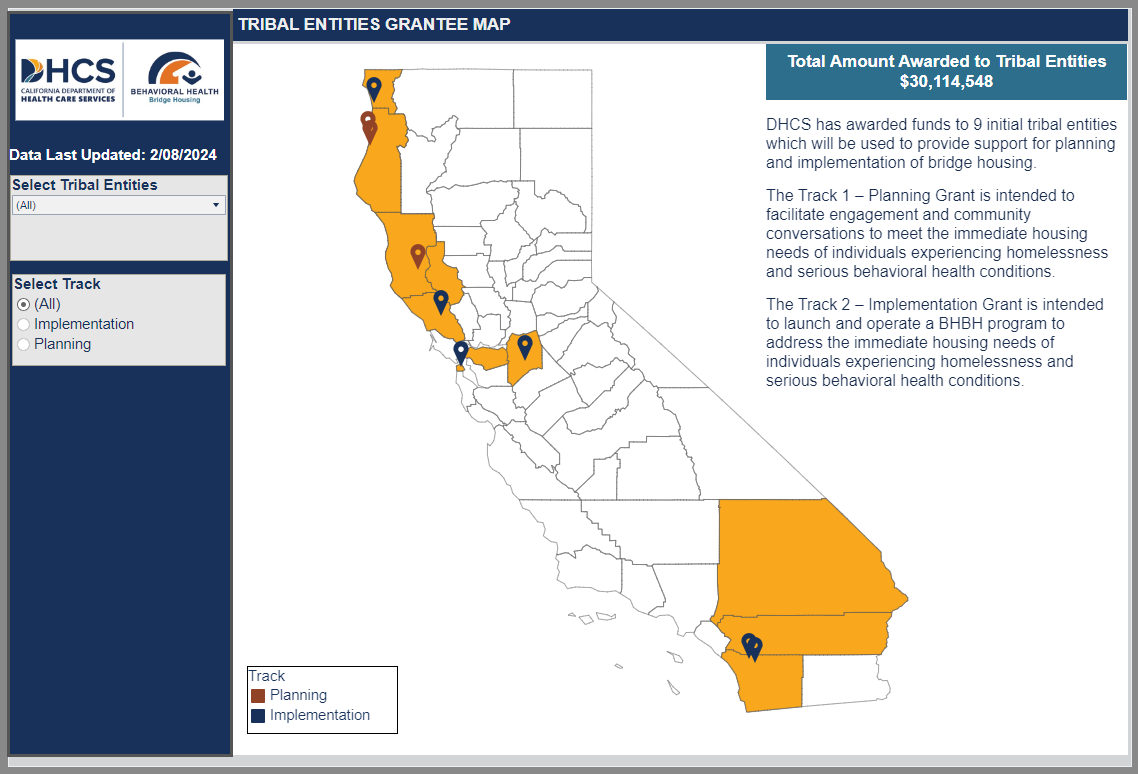 TRIBAL ENTITIES GRANTEE MAP
DHCS
CALIFORNIA DEPARTMENT OF
HEALTH CARE SERVICES
BEHAVIORAL HEALTH
Bridge Housing
Data Last Updated: 2/08/2024
Select Tribal Entities
(All)
Select Track
(All)
Implementation
Planning
Total Amount Awarded to Tribal Entities
$30,114,548
DHCS has awarded funds to 9 initial tribal entities
which will be used to provide support for planning
and implementation of bridge housing.
The Track 1 – Planning Grant is intended to
facilitate engagement and community
conversations to meet the immediate housing
needs of individuals experiencing homelessness
and serious behavioral health conditions.
The Track 2 – Implementation Grant is intended
to launch and operate a BHBH program to
address the immediate housing needs of
individuals experiencing homelessness and
serious behavioral health conditions.
Track
Planning
Implementation